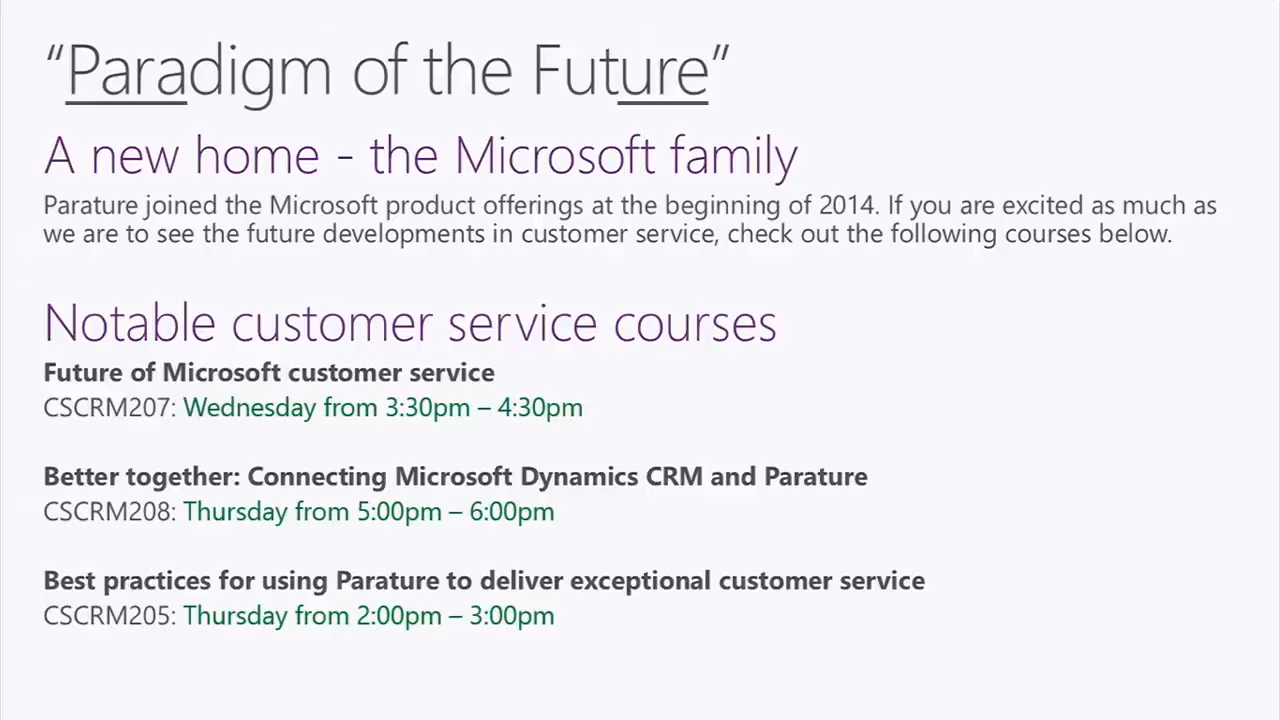 “Paradigm of the Future”
A new home - the Microsoft family
Parature joined the Microsoft product offerings at the beginning of 2014. If you are excited as much as
we are to see the future developments in customer service, check out the following courses below.
Notable customer service courses
Future of Microsoft customer service
CSCRM207: Wednesday from 3:30pm – 4:30pm
Better together: Connecting Microsoft Dynamics CRM and Parature
CSCRM208: Thursday from 5:00pm – 6:00pm
Best practices for using Parature to deliver exceptional customer service
CSCRM205: Thursday from 2:00pm – 3:00pm